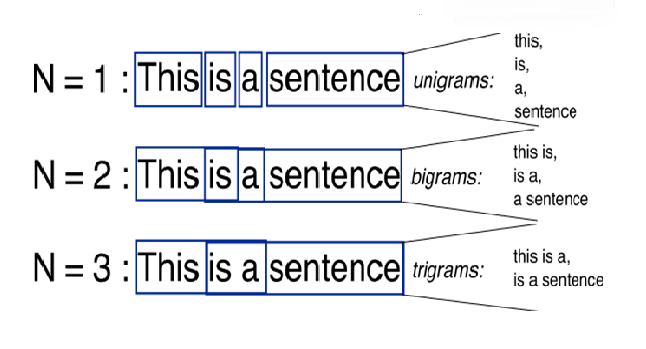 N = 1 : This is a sentence unigrams:
this,
is,
a,
sentence
N = 2 : This is a sentence bigrams:
this is,
is a,
a sentence
N = 3 : This is a sentence trigrams:
this is a,
is a sentence